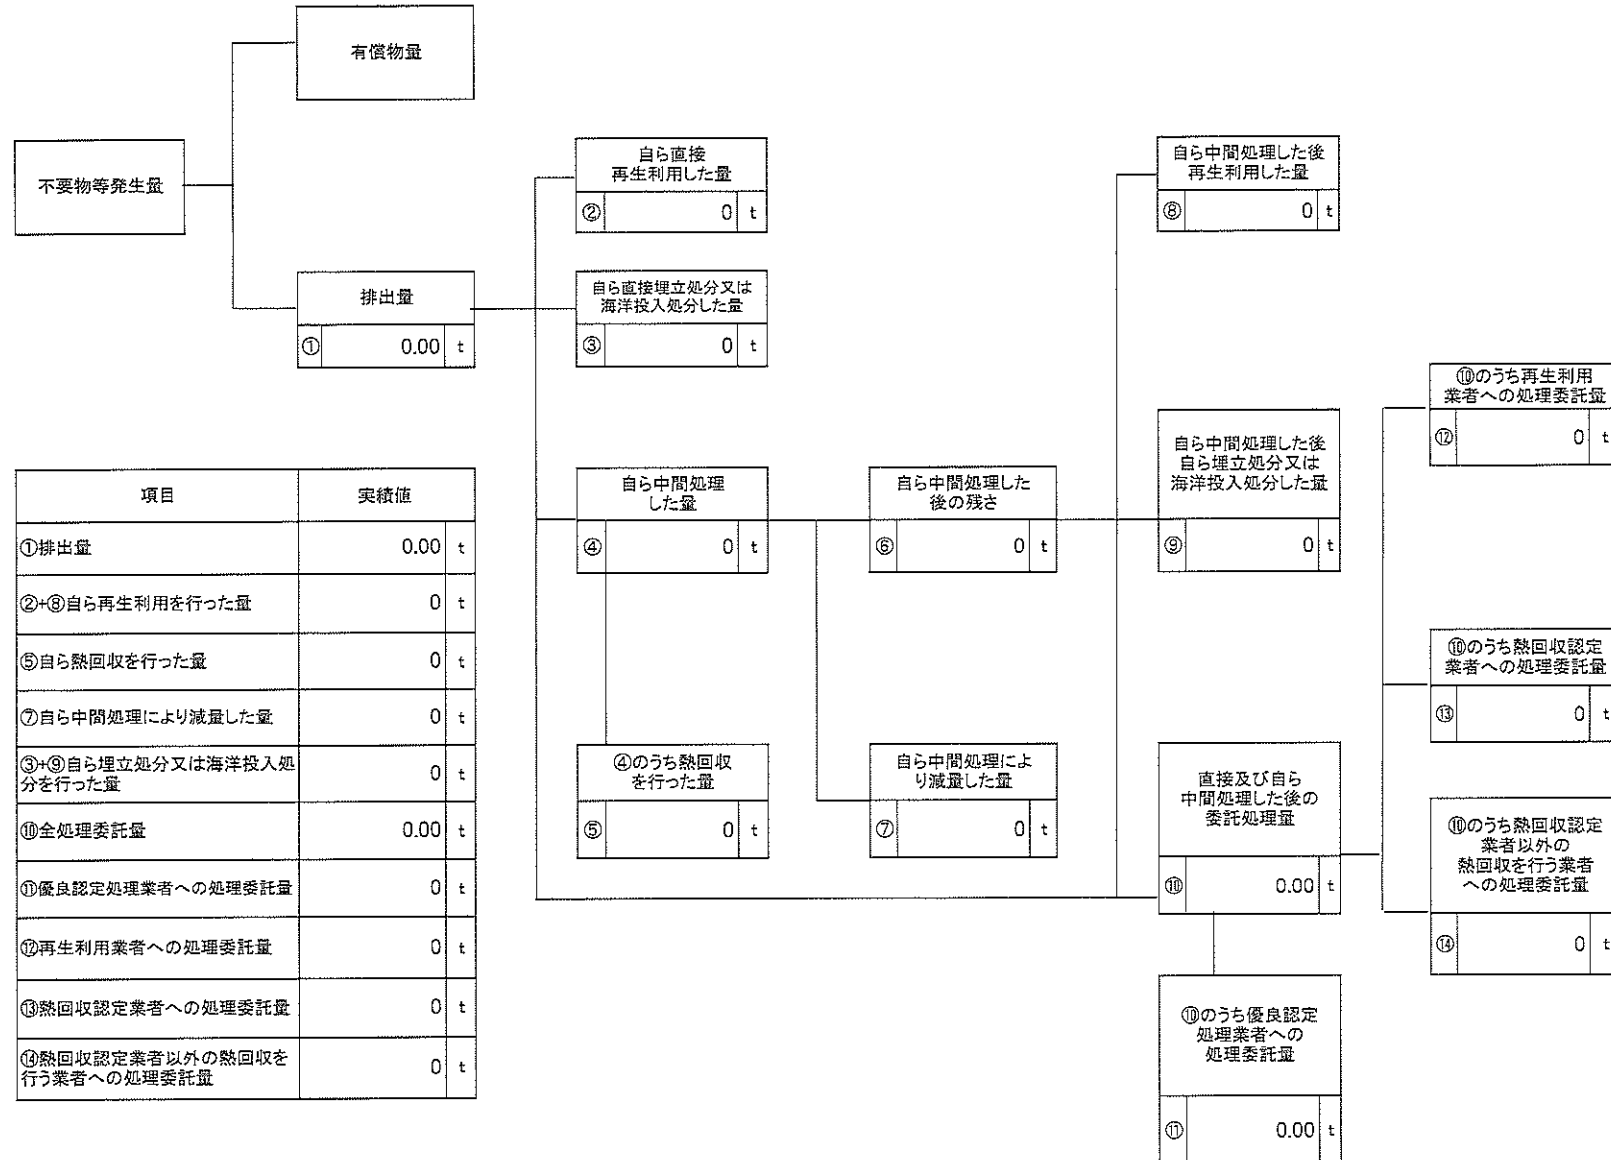 有償物量
不要物等発生量
排出量
① 0.00 t
自ら直接
再生利用した量
② 0 t
自ら直接埋立処分又は
海洋投入処分した量
③ 0 t
自ら中間処理
した量
④ 0 t
④のうち熱回収
を行った量
⑤ 0 t
自ら中間処理した
後の残さ
⑥ 0 t
自ら中間処理によ
り減量した量
⑦ 0 t
自ら中間処理した後
再生利用した量
⑧ 0 t
自ら中間処理した後
自ら埋立処分又は
海洋投入処分した量
⑨ 0 t
直接及び自ら
中間処理した後の
委託処理量
⑩ 0.00 t
⑩のうち優良認定
処理業者への
処理委託量
⑪ 0.00 t
⑩のうち再生利用
業者への処理委託量
⑫ 0 t
⑩のうち熱回収認定
業者への処理委託量
⑬ 0 t
⑩のうち熱回収認定
業者以外の
熱回収を行う業者
への処理委託量
⑭ 0 t
項目 実績値
①排出量 0.00 t
②+⑧自ら再生利用を行った量 0 t
⑤自ら熱回収を行った量 0 t
⑦自ら中間処理により減量した量 0 t
③+⑨自ら埋立処分又は海洋投入処
分を行った量 0 t
⑩全処理委託量 0.00 t
⑪優良認定処理業者への処理委託量 0 t
⑫再生利用業者への処理委託量 0 t
⑬熱回収認定業者への処理委託量 0 t
⑭熱回収認定業者以外の熱回収を
行う業者への処理委託量 0 t